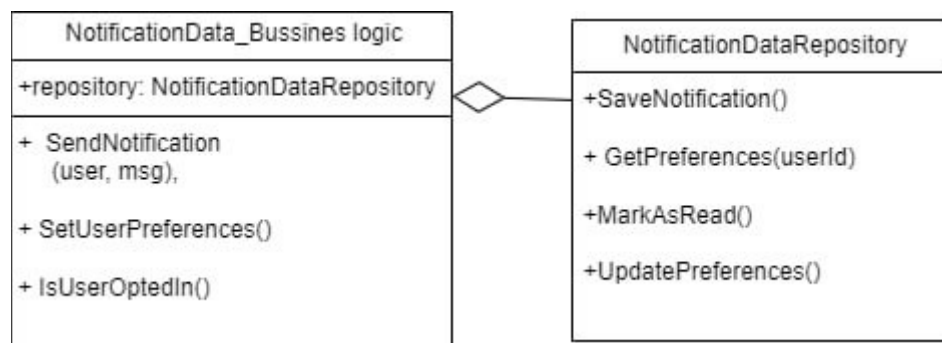 NotificationData_Bussines logic
+repository: NotificationDataRepository
+ SendNotification
(user, msg),
+ SetUserPreferences()
+ IsUserOptedIn()
NotificationDataRepository
+SaveNotification()
+ GetPreferences(userId)
+MarkAsRead()
+UpdatePreferences()